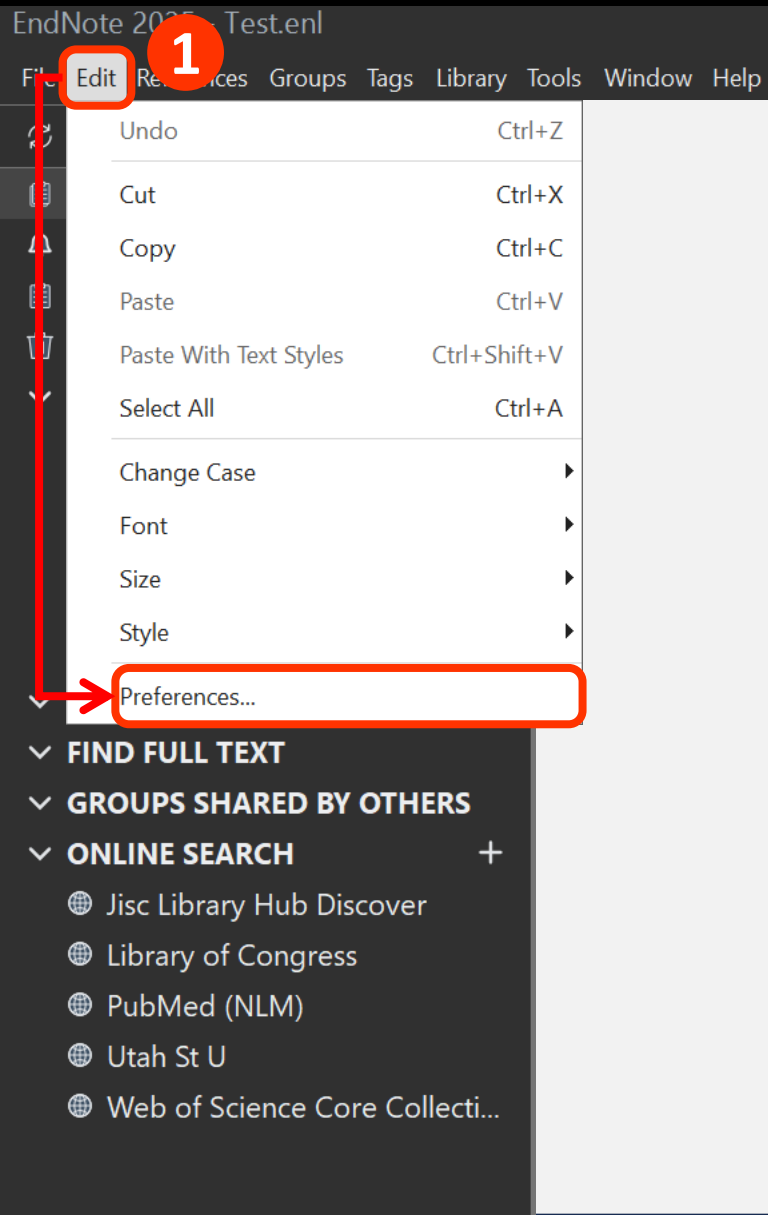 EndNote 20 - Test.enl
1
Edit Groups Tags Library Tools Window Help
Undo Ctrl+Z
Cut Ctrl+X
Copy Ctrl+C
Paste Ctrl+V
Paste With Text Styles Ctrl+Shift+V
Select All Ctrl+A
Change Case
Font
Size
Style
Preferences...
FIND FULL TEXT
GROUPS SHARED BY OTHERS
ONLINE SEARCH +
Jisc Library Hub Discover
Library of Congress
PubMed (NLM)
Utah St U
Web of Science Core Collecti...